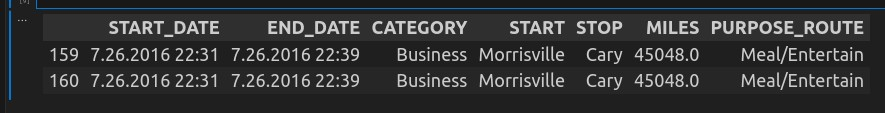 START_DATE END_DATE CATEGORY START STOP MILES PURPOSE_ROUTE
159 7.26.2016 22:31 7.26.2016 22:39 Business Morrisville Cary 45048.0 Meal/Entertain
160 7.26.2016 22:31 7.26.2016 22:39 Business Morrisville Cary 45048.0 Meal/Entertain